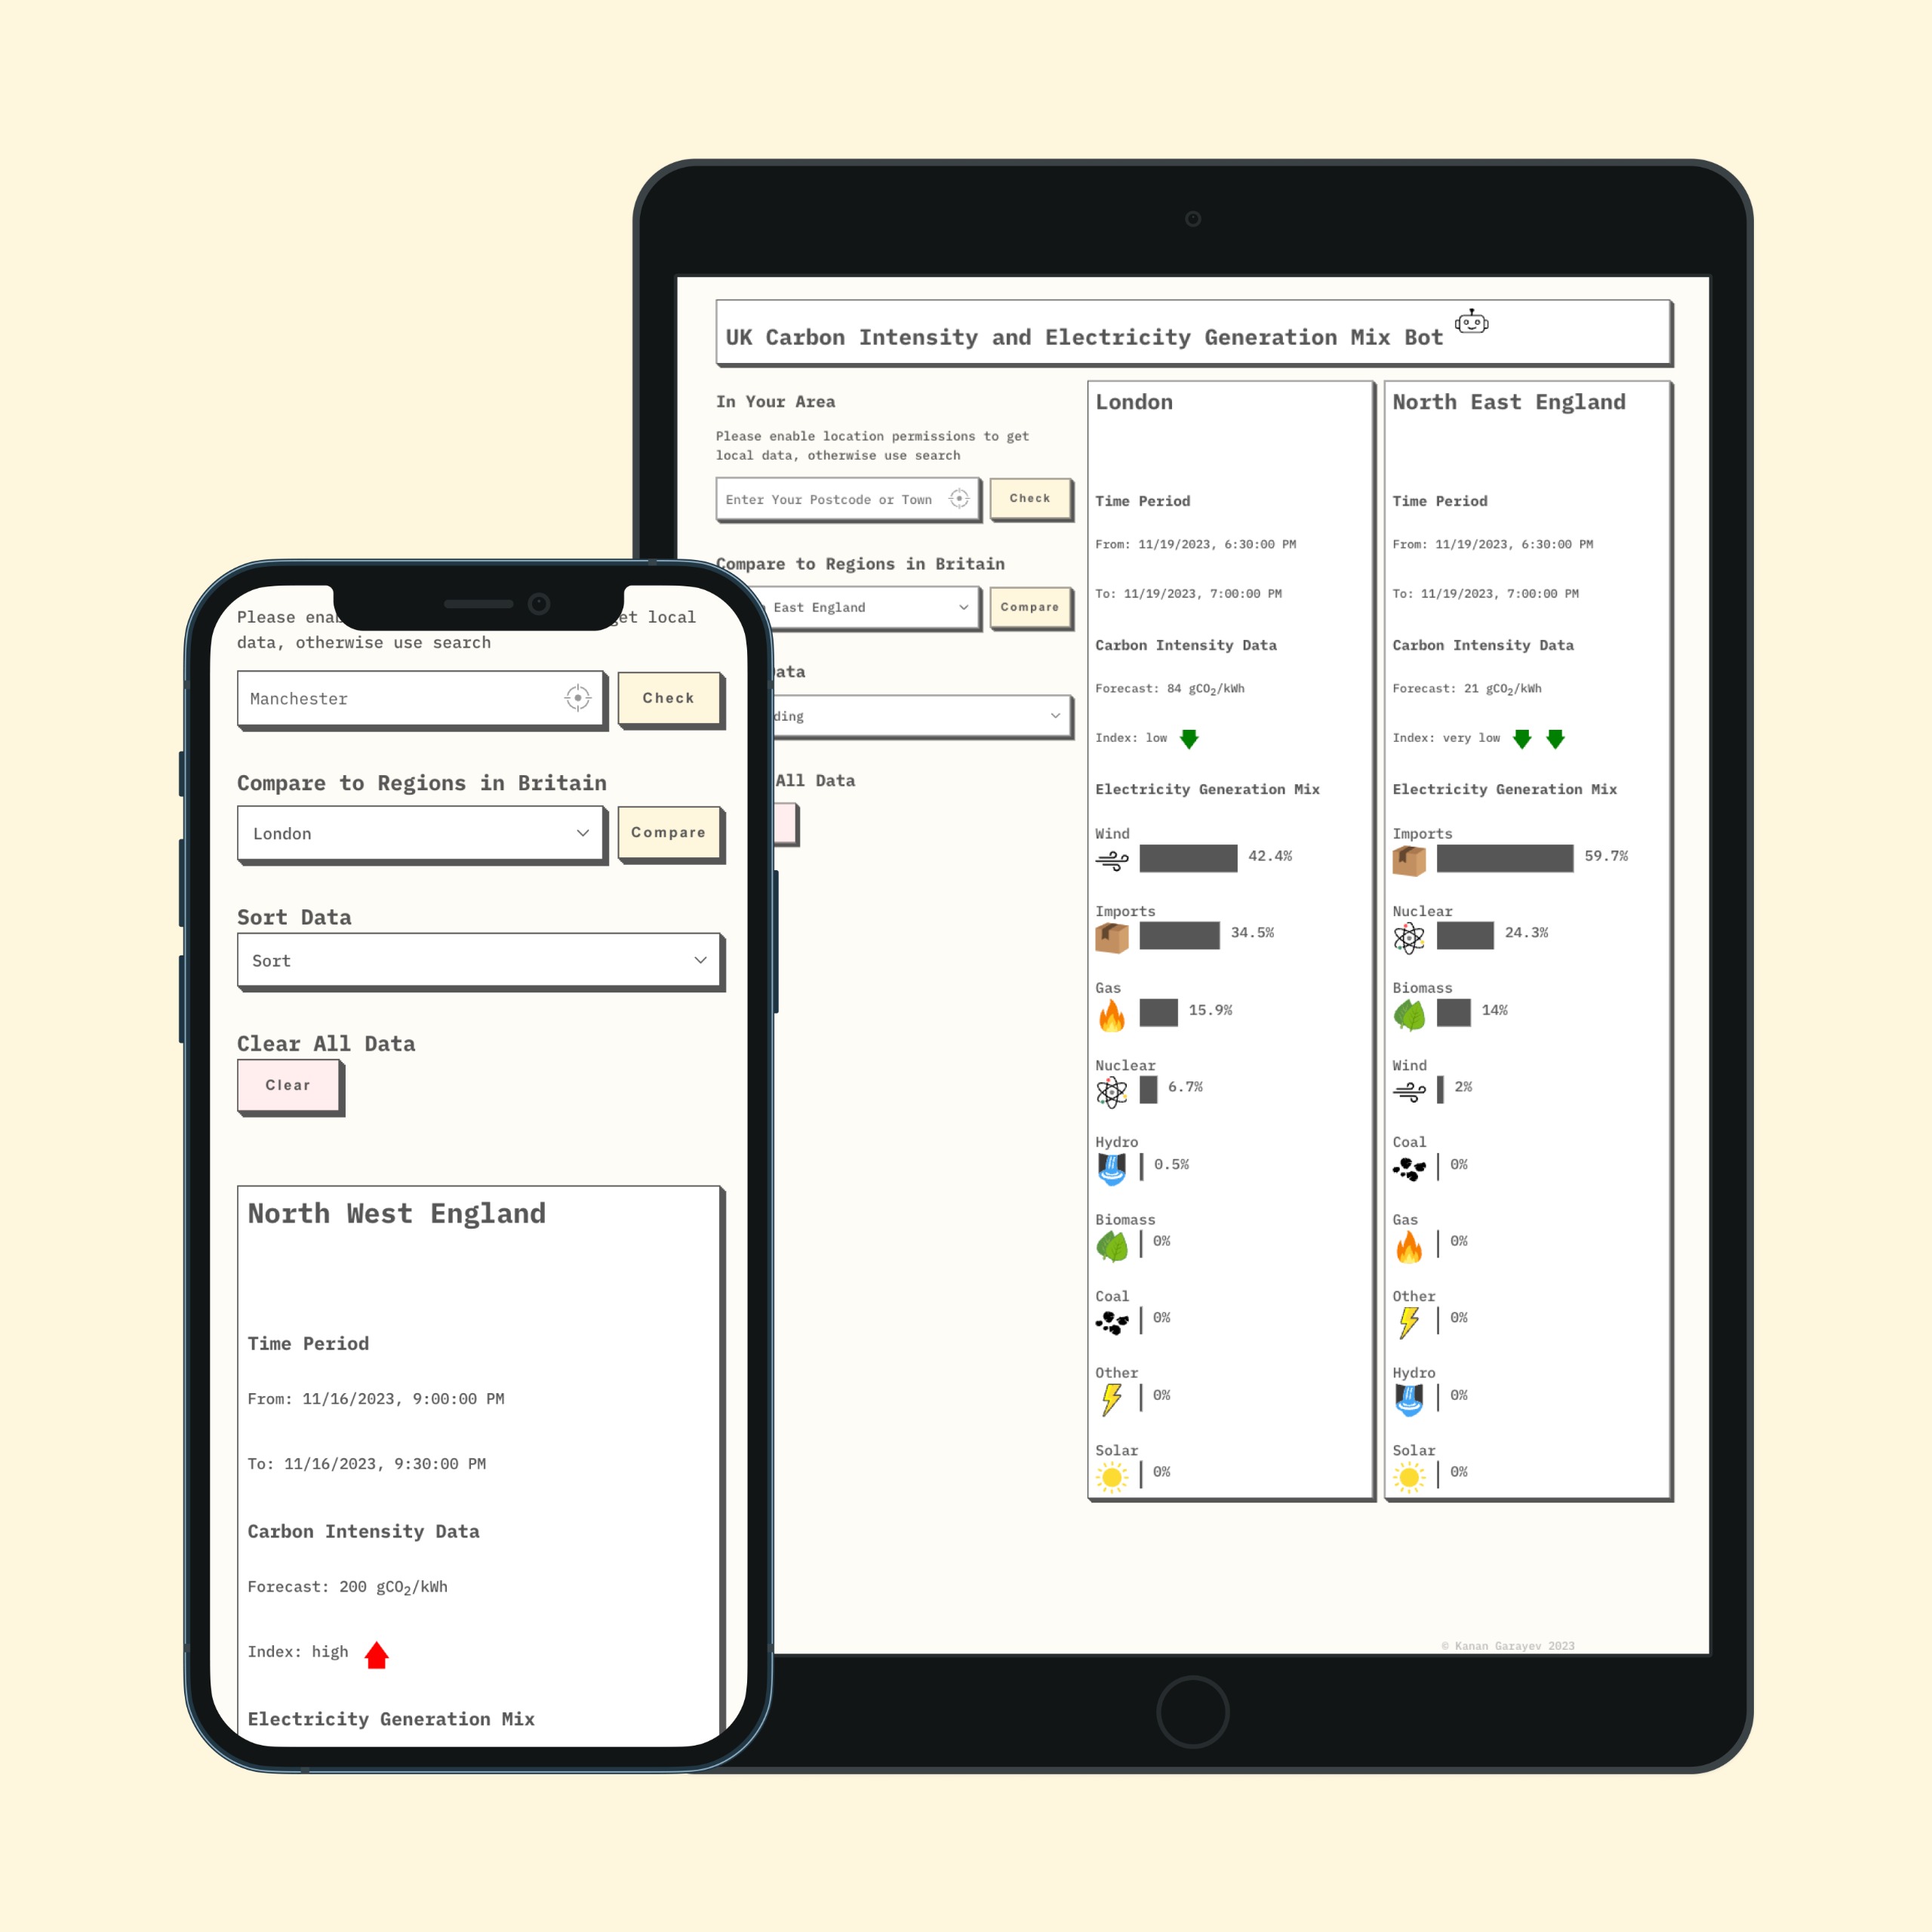 UK Carbon Intensity and Electricity Generation Mix Bot
In Your Area
Please enable location permissions to get
local data, otherwise use search
Enter Your Postcode or Town
Check
Compare to Regions in Britain
East England
Compare
All Data
London
Time Period
From: 11/19/2023, 6:30:00 PM
To: 11/19/2023, 7:00:00 PM
Carbon Intensity Data
Forecast: 84 gCO₂/kWh
Index: low
Electricity Generation Mix
Wind
42.4%
Imports
34.5%
Gas
15.9%
Nuclear
6.7%
Hydro
0.5%
Biomass
0%
Coal
0%
Other
0%
Solar
0%
North East England
Time Period
From: 11/19/2023, 6:30:00 PM
To: 11/19/2023, 7:00:00 PM
Carbon Intensity Data
Forecast: 21 gCO₂/kWh
Index: very low
Electricity Generation Mix
Imports
59.7%
Nuclear
24.3%
Biomass
14%
Wind
2%
Coal
0%
Gas
0%
Other
0%
Hydro
0%
Solar
0%
© Kanan Garayev 2023
Please local
data, otherwise use search
Manchester
Check
Compare to Regions in Britain
London
Compare
Sort Data
Sort
Clear All Data
Clear
North West England
Time Period
From: 11/16/2023, 9:00:00 PM
To: 11/16/2023, 9:30:00 PM
Carbon Intensity Data
Forecast: 200 gCO₂/kWh
Index: high
Electricity Generation Mix